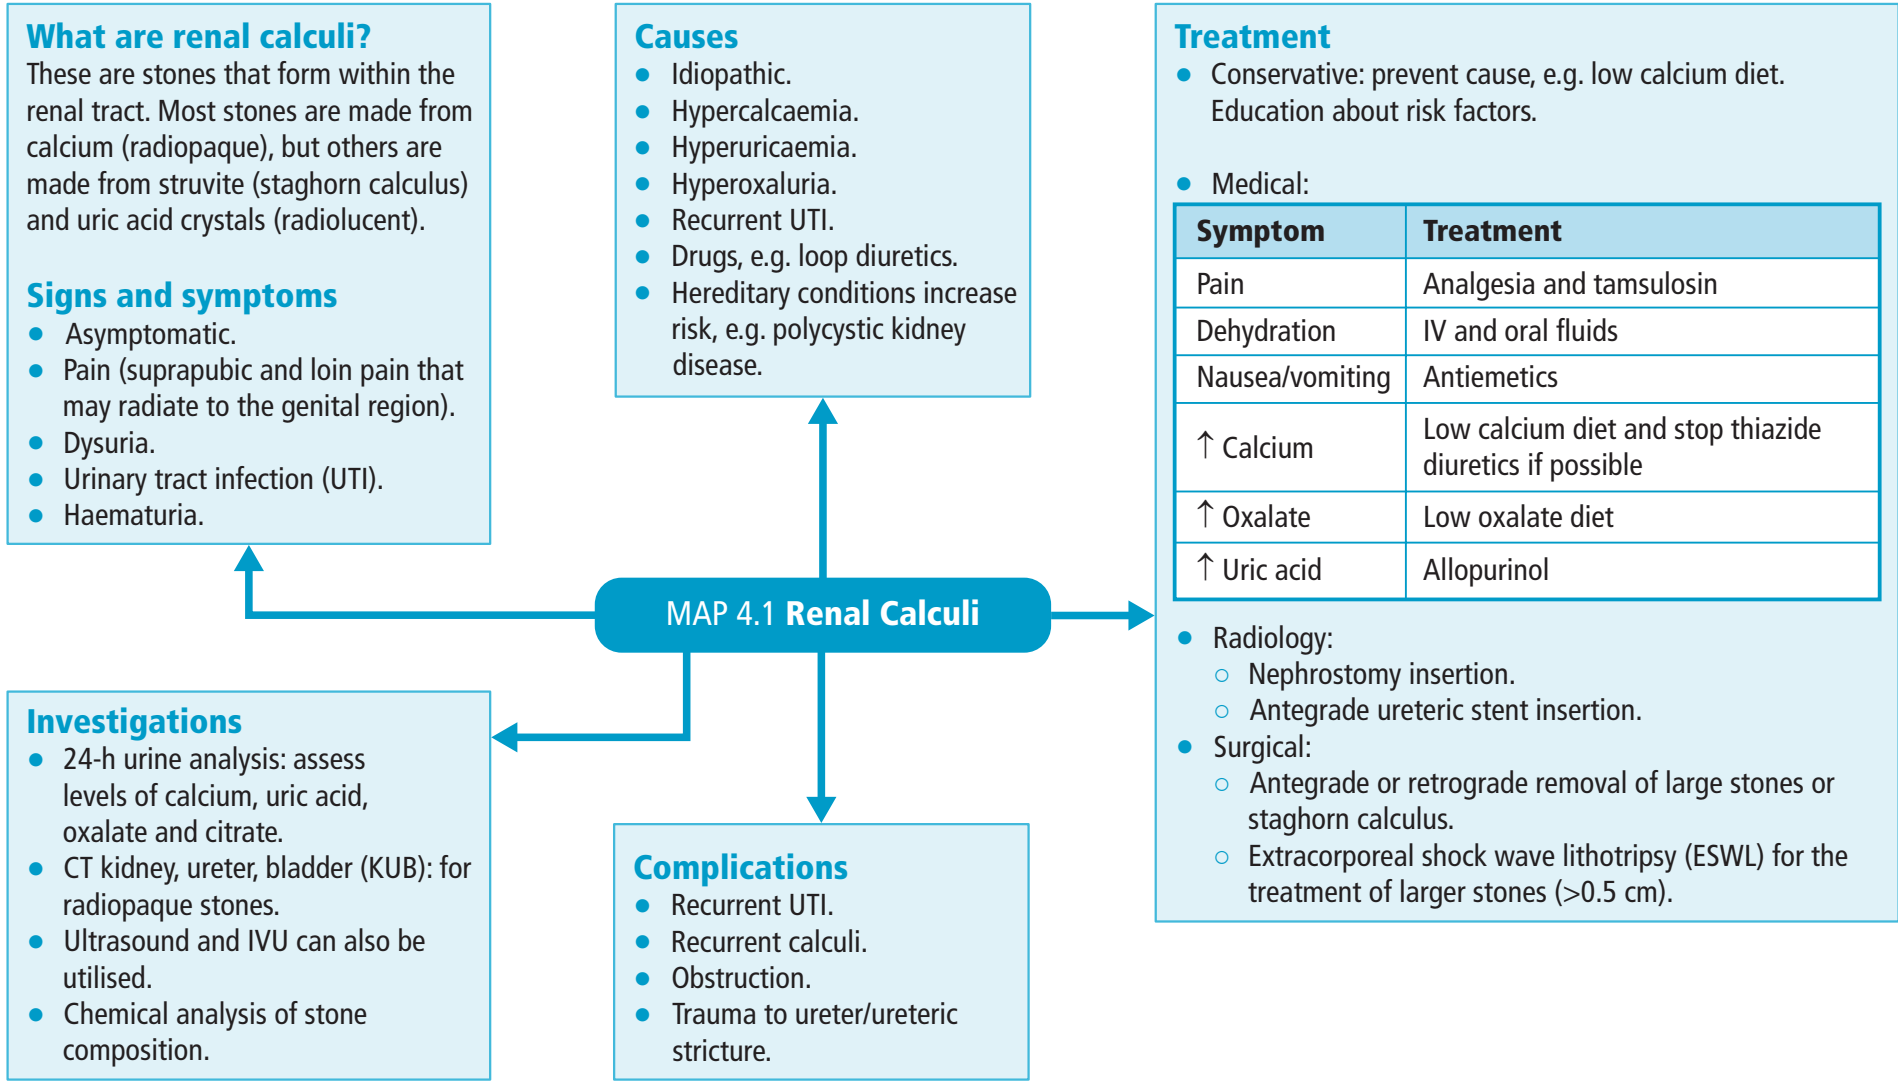 What are renal calculi?
These are stones that form within the
renal tract. Most stones are made from
calcium (radiopaque), but others are
made from struvite (staghorn calculus)
and uric acid crystals (radiolucent).
Signs and symptoms
● Asymptomatic.
● Pain (suprapubic and loin pain that
may radiate to the genital region).
● Dysuria.
● Urinary tract infection (UTI).
● Haematuria.
Causes
● Idiopathic.
● Hypercalcaemia.
● Hyperuricaemia.
● Hyperoxaluria.
● Recurrent UTI.
● Drugs, e.g. loop diuretics.
● Hereditary conditions increase
risk, e.g. polycystic kidney
disease.
Treatment
● Conservative: prevent cause, e.g. low calcium diet.
Education about risk factors.
● Medical:
Symptom Treatment
Pain Analgesia and tamsulosin
Dehydration IV and oral fluids
Nausea/vomiting Antiemetics
↑ Calcium Low calcium diet and stop thiazide
diuretics if possible
↑ Oxalate Low oxalate diet
↑ Uric acid Allopurinol
● Radiology:
○ Nephrostomy insertion.
○ Antegrade ureteric stent insertion.
● Surgical:
○ Antegrade or retrograde removal of large stones or
staghorn calculus.
○ Extracorporeal shock wave lithotripsy (ESWL) for the
treatment of larger stones (>0.5 cm).
MAP 4.1 Renal Calculi
Investigations
● 24-h urine analysis: assess
levels of calcium, uric acid,
oxalate and citrate.
● CT kidney, ureter, bladder (KUB): for
radiopaque stones.
● Ultrasound and IVU can also be
utilised.
● Chemical analysis of stone
composition.
Complications
● Recurrent UTI.
● Recurrent calculi.
● Obstruction.
● Trauma to ureter/ureteric
stricture.